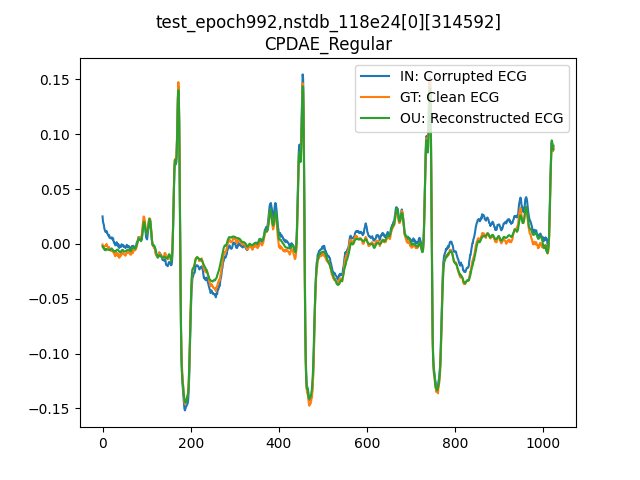 test_epoch992,nstdb_118e24[0][314592]
CPDAE_Regular
IN: Corrupted ECG
GT: Clean ECG
OU: Reconstructed ECG
0.15
0.10
0.05
0.00
−0.05
−0.10
−0.15
0 200 400 600 800 1000